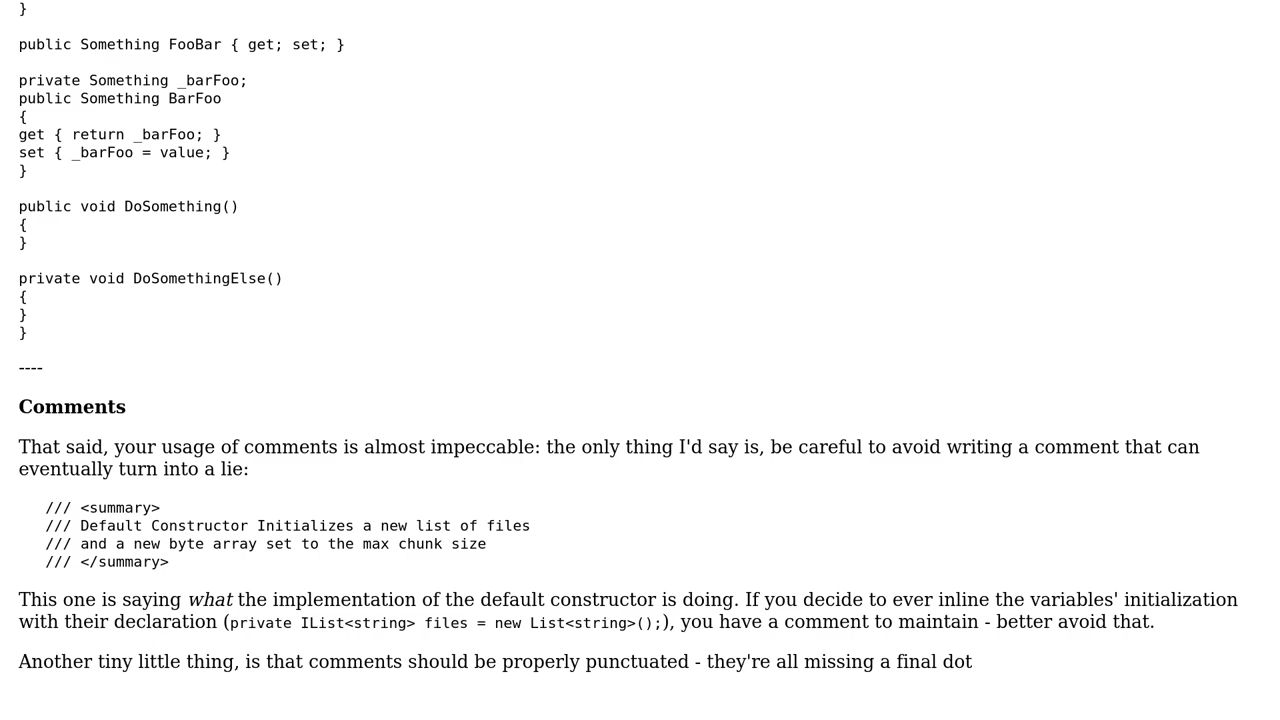 }
public Something FooBar { get; set; }
private Something _barFoo;
public Something BarFoo
{
get { return _barFoo; }
set { _barFoo = value; }
}
public void DoSomething()
{
}
private void DoSomethingElse()
{
}
}
----
Comments
That said, your usage of comments is almost impeccable: the only thing I'd say is, be careful to avoid writing a comment that can
eventually turn into a lie:
/// <summary>
/// Default Constructor Initializes a new list of files
/// and a new byte array set to the max chunk size
/// </summary>
This one is saying what the implementation of the default constructor is doing. If you decide to ever inline the variables' initialization
with their declaration (private IList<string> files = new List<string>();), you have a comment to maintain - better avoid that.
Another tiny little thing, is that comments should be properly punctuated - they're all missing a final dot